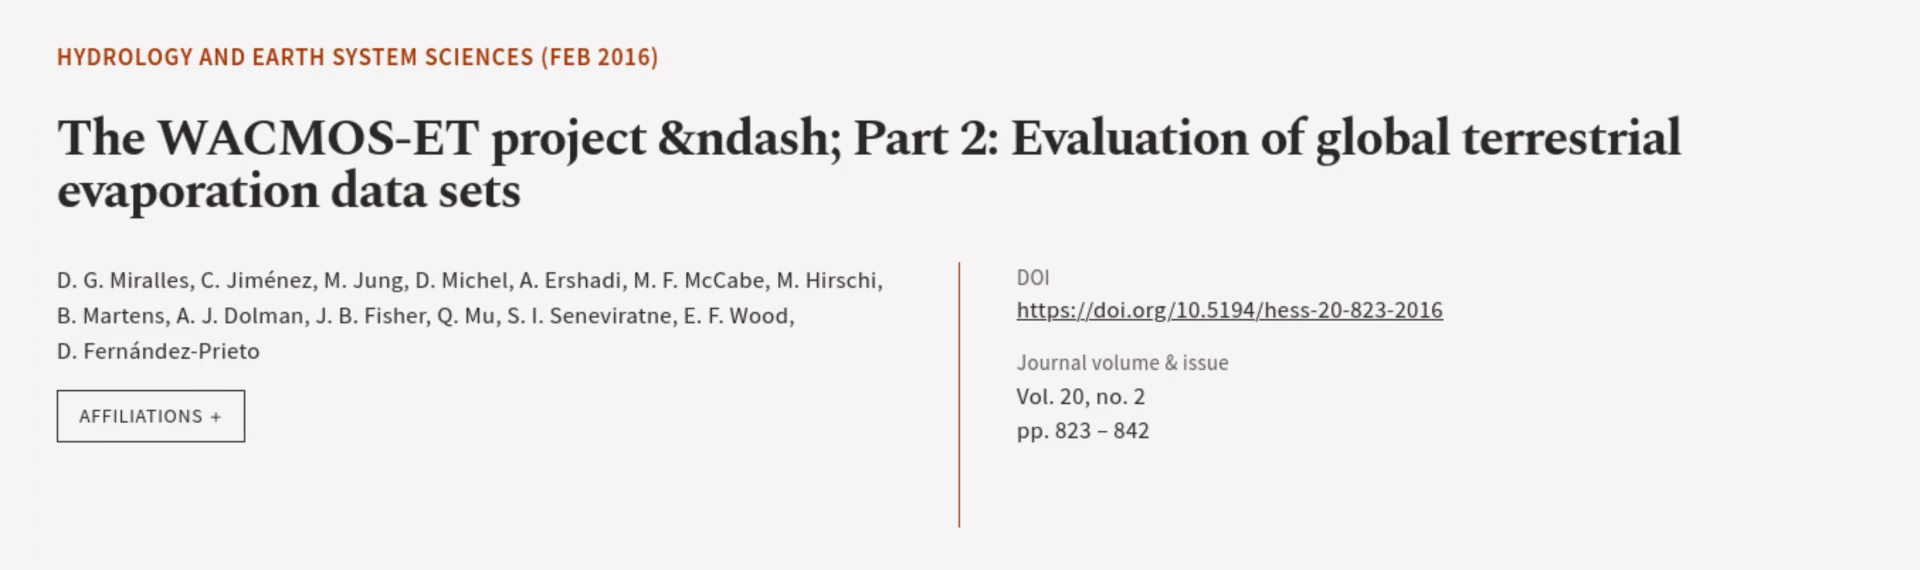 HYDROLOGY AND EARTH SYSTEM SCIENCES (FEB 2016)
The WACMOS-ET project &ndash; Part 2: Evaluation of global terrestrial
evaporation data sets
D. G. Miralles, C. Jiménez, M. Jung, D. Michel, A. Ershadi, M. F. McCabe, M. Hirschi,
B. Martens, A. J. Dolman, J. B. Fisher, Q. Mu, S. I. Seneviratne, E. F. Wood,
D. Fernández-Prieto
AFFILIATIONS +
DOI
https://doi.org/10.5194/hess-20-823-2016
Journal volume & issue
Vol. 20, no. 2
pp. 823 – 842